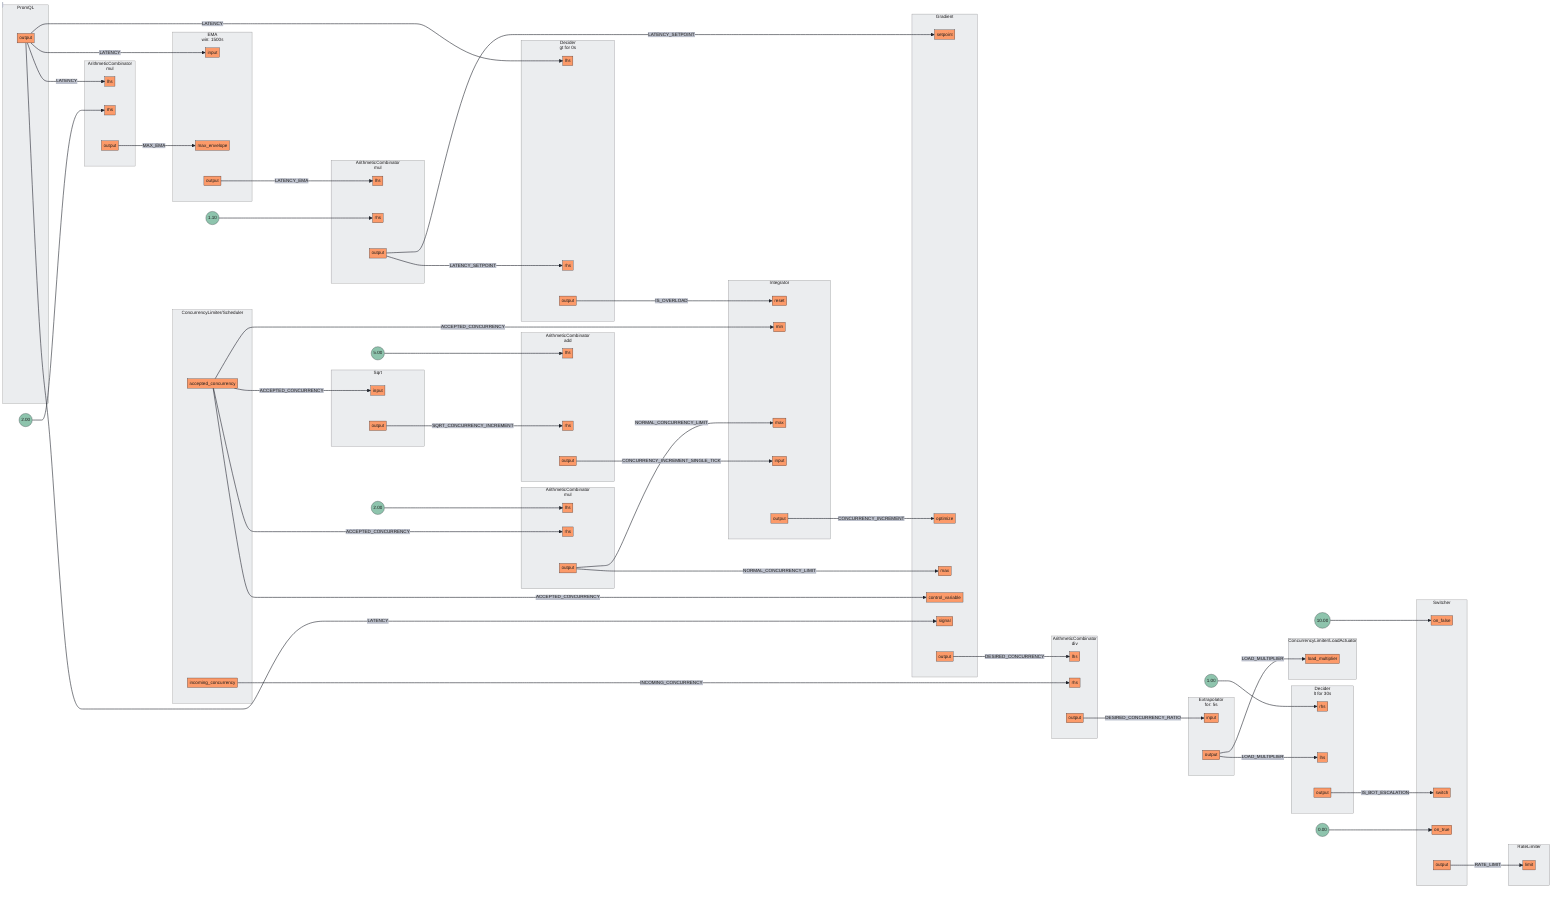 PromQL
output
LATENCY
LATENCY
LATENCY
2.00
ArithmeticCombinator
mul
lhs
rhs
output
MAX_EMA
EMA
win: 1500s
input
max_envelope
output
LATENCY_EMA
1.10
ArithmeticCombinator
mul
lhs
rhs
output
LATENCY_SETPOINT
LATENCY_SETPOINT
Decider
gt for 0s
lhs
rhs
output
IS_OVERLOAD
ConcurrencyLimiter/Scheduler
accepted_concurrency
incoming_concurrency
ACCEPTED_CONCURRENCY
ACCEPTED_CONCURRENCY
ACCEPTED_CONCURRENCY
ACCEPTED_CONCURRENCY
LATENCY
INCOMING_CONCURRENCY
5.00
Sqrt
input
output
SQRT_CONCURRENCY_INCREMENT
ArithmeticCombinator
add
lhs
rhs
output
CONCURRENCY_INCREMENT_SINGLE_TICK
2.00
ArithmeticCombinator
mul
lhs
rhs
output
NORMAL_CONCURRENCY_LIMIT
NORMAL_CONCURRENCY_LIMIT
Integrator
reset
min
max
input
output
CONCURRENCY_INCREMENT
Gradient
setpoint
optimize
max
control_variable
signal
output
DESIRED_CONCURRENCY
ArithmeticCombinator
div
lhs
rhs
output
DESIRED_CONCURRENCY_RATIO
Extrapolator
for: 5s
input
output
LOAD_MULTIPLIER
LOAD_MULTIPLIER
1.00
ConcurrencyLimiter/LoadActuator
load_multiplier
Decider
lt for 30s
rhs
lhs
output
IS_BOT_ESCALATION
10.00
0.00
Switcher
on_false
switch
on_true
output
RATE_LIMIT
RateLimiter
limit